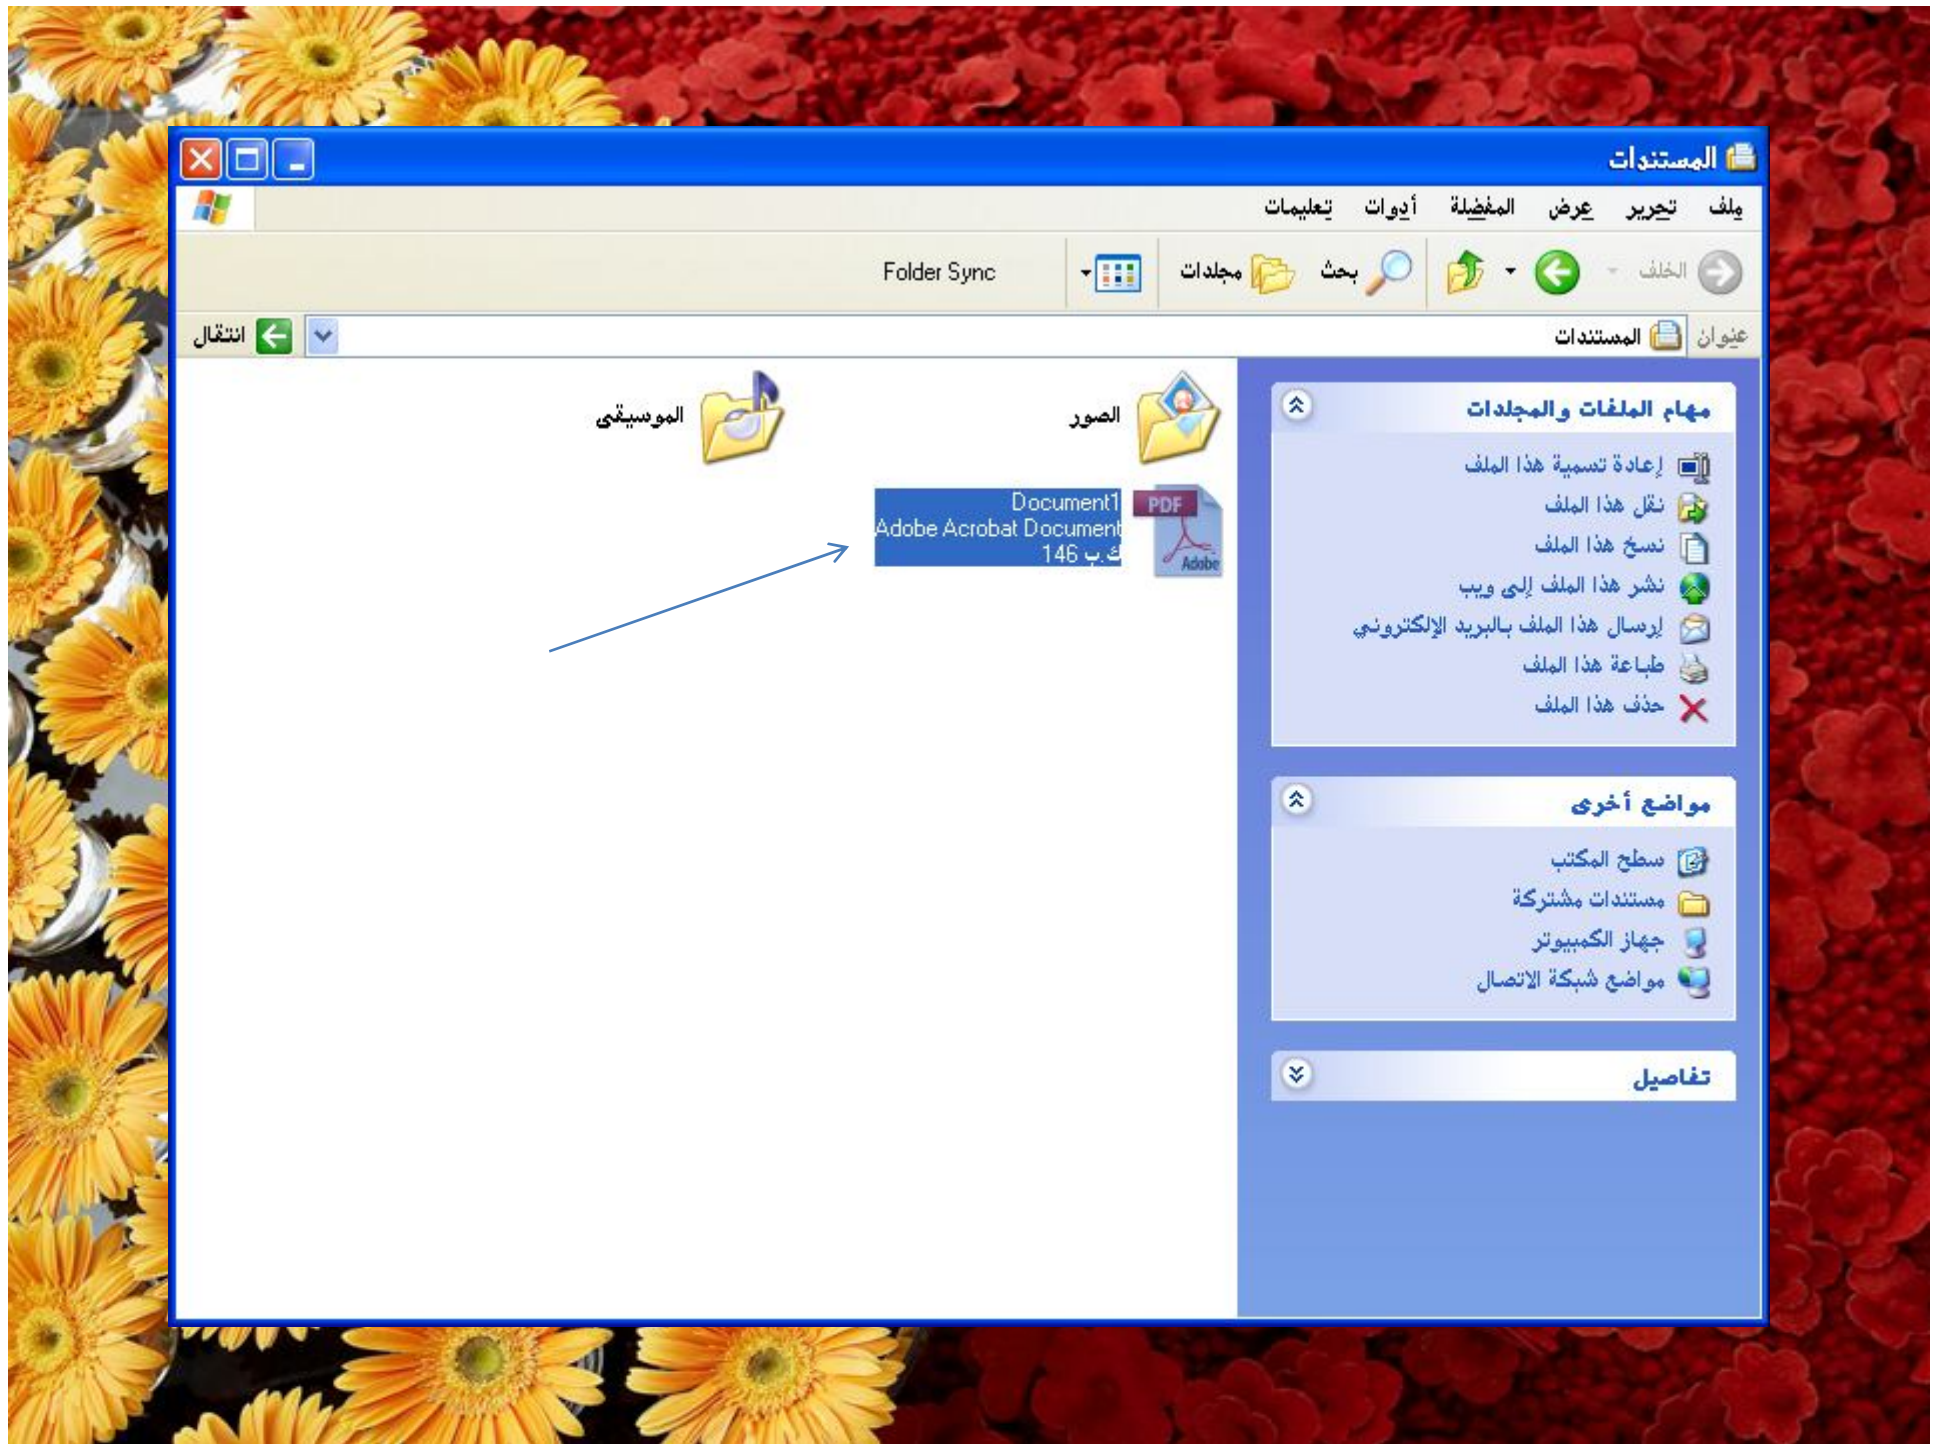 المستندات
ملف تحرير عرض المفضلة أدوات تعليمات
الخلف بحث مجلدات Folder Sync
عنوان المستندات انتقال
مهام الملفات والمجلدات
إعادة تسمية هذا الملف
نقل هذا الملف
نسخ هذا الملف
نشر هذا الملف إلى ويب
إرسال هذا الملف بالبريد الإلكتروني
طباعة هذا الملف
حذف هذا الملف
مواضع أخرى
سطح المكتب
مستندات مشتركة
جهاز الكمبيوتر
مواضع شبكة الاتصال
تفاصيل
الصور
الموسيقى
PDF
Adobe
Document1
Adobe Acrobat Document
146 ك.ب